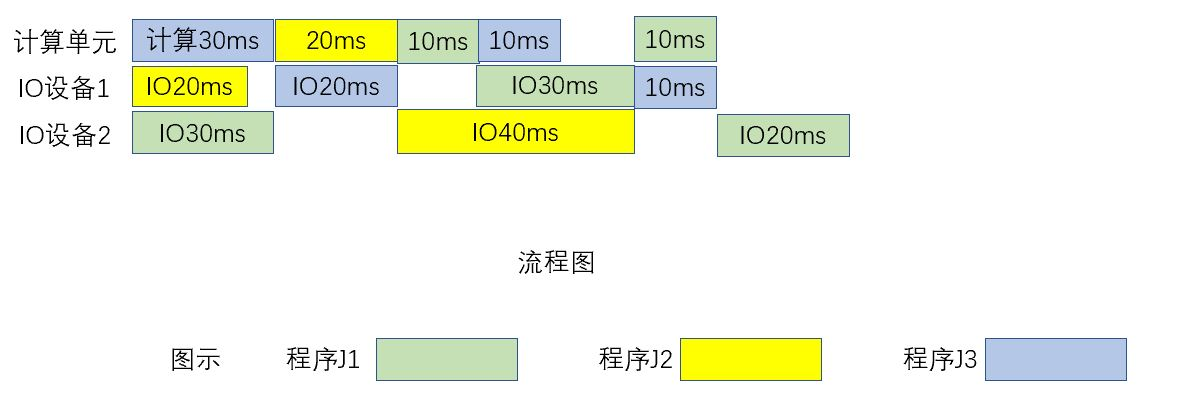 计算单元 计算30ms 20ms 10ms 10ms 10ms
IO设备1 IO20ms IO20ms IO30ms 10ms
IO设备2 IO30ms IO40ms IO20ms
流程图
图示 程序J1 程序J2 程序J3